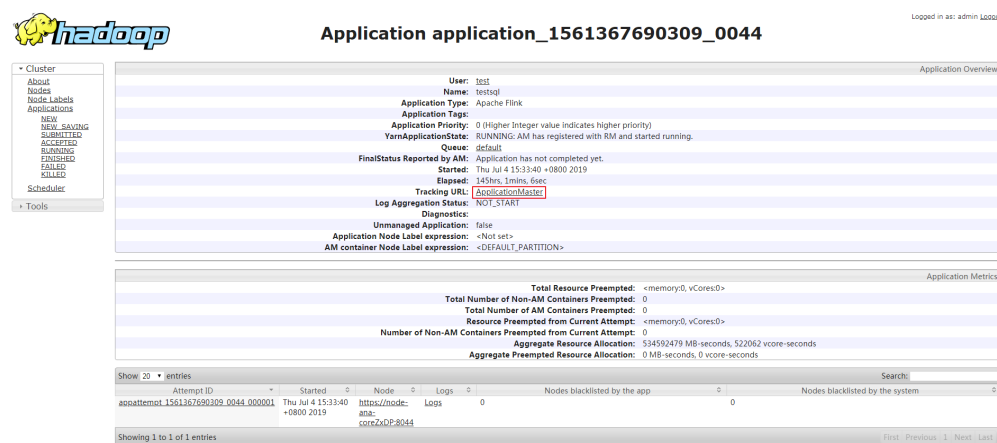 hadoop
Logged in as: admin
Application application_1561367690309_0044
Cluster
About
Nodes
Node Labels
Applications
NEW
NEW_SAVING
SUBMITTED
ACCEPTED
RUNNING
FINISHED
FAILED
KILLED
Scheduler
Tools
Application Overview
User: test
Name: testsql
Application Type: Apache Flink
Application Tags:
Application Priority: 0 (Higher Integer value indicates higher priority)
YarnApplicationState: RUNNING: AM has registered with RM and started running.
Queue: default
FinalStatus Reported by AM: Application has not completed yet.
Started: Thu Jul 4 15:33:40 +0800 2019
Elapsed: 145hrs, 1mins, 6sec
Tracking URL: ApplicationMaster
Log Aggregation Status: NOT_START
Diagnostics:
Unmanaged Application: false
Application Node Label expression: <Not set>
AM container Node Label expression: <DEFAULT_PARTITION>
Application Metrics
Total Resource Preempted: <memory:0, vCores:0>
Total Number of Non-AM Containers Preempted: 0
Total Number of AM Containers Preempted: 0
Resource Preempted from Current Attempt: <memory:0, vCores:0>
Number of Non-AM Containers Preempted from Current Attempt: 0
Aggregate Resource Allocation: 534592479 MB-seconds, 522062 vcore-seconds
Aggregate Preempted Resource Allocation: 0 MB-seconds, 0 vcore-seconds
Show 20 entries Search:
Attempt ID Started Node Logs Nodes blacklisted by the app Nodes blacklisted by the system
appattempt_1561367690309_0044_000001 Thu Jul 4 15:33:40 https://node- Logs 0 0
+0800 2019 ana-
coreZxDP:8044
Showing 1 to 1 of 1 entries First Previous 1 Next Last